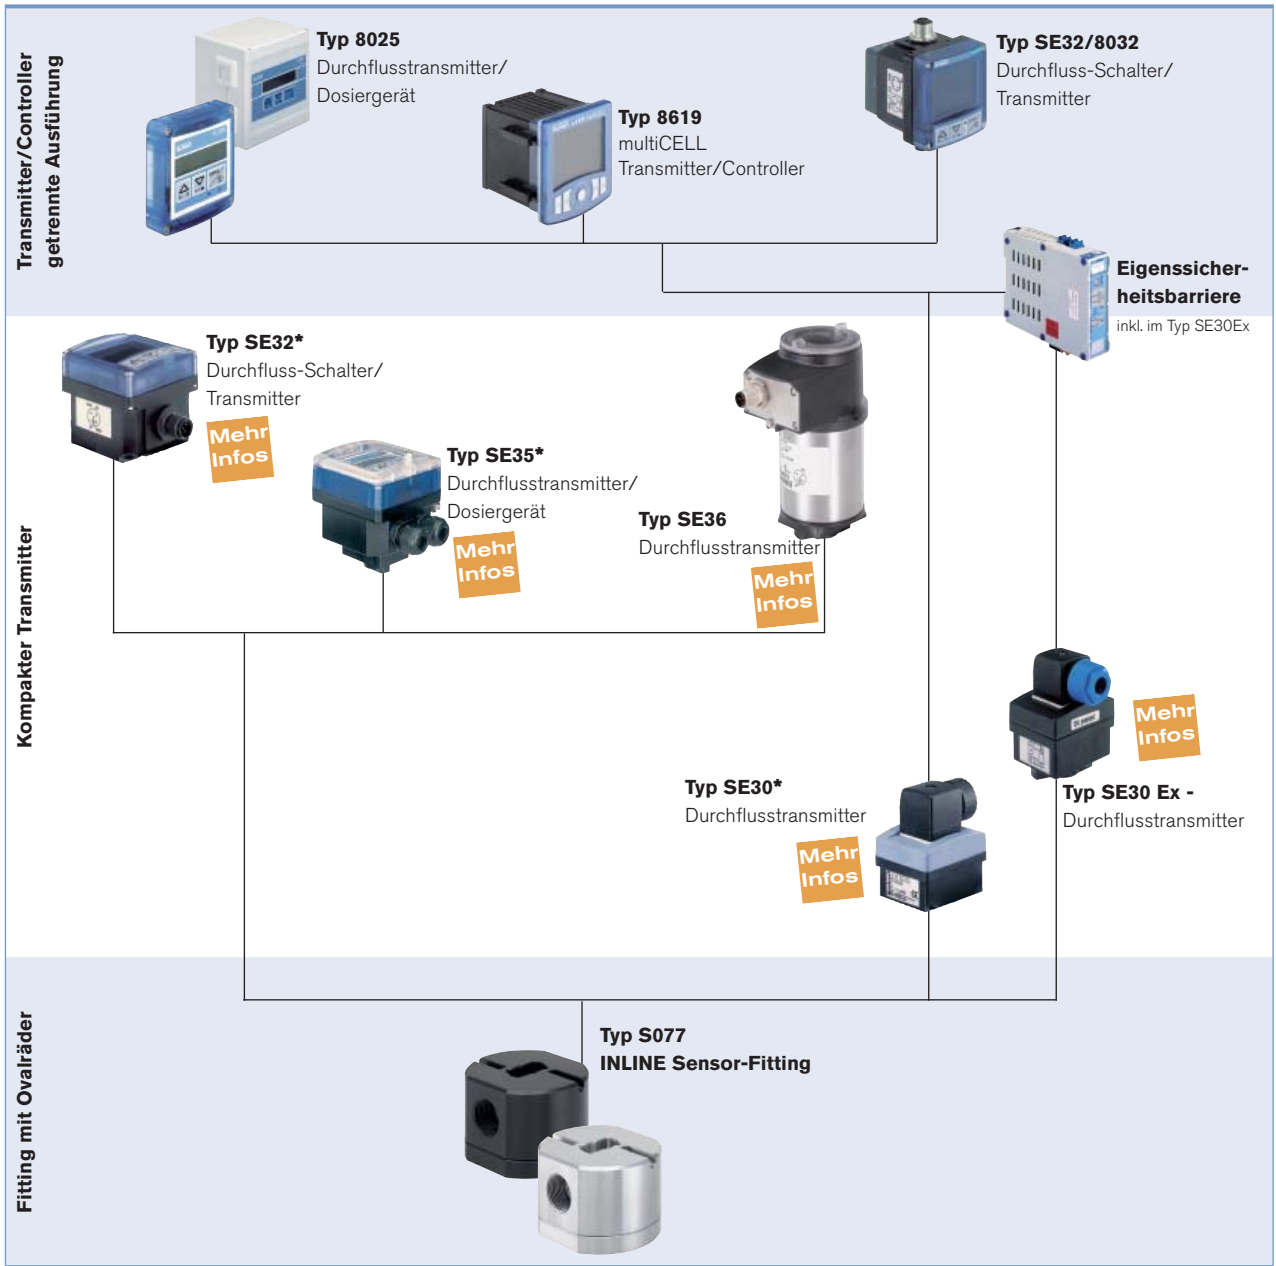 Transmitter/Controller
getrennte Ausführung
Typ 8025
Durchflusstransmitter/
Dosiergerät
Typ 8619
multiCELL
Transmitter/Controller
Typ SE32/8032
Durchfluss-Schalter/
Transmitter
Eigenssicher-
heitsbarriere
inkl. im Typ SE30Ex
Kompakter Transmitter
Typ SE32*
Durchfluss-Schalter/
Transmitter
Mehr
Infos
Typ SE35*
Durchflusstransmitter/
Dosiergerät
Mehr
Infos
Typ SE36
Durchflusstransmitter
Mehr
Infos
Mehr
Infos
Typ SE30 Ex -
Durchflusstransmitter
Typ SE30*
Durchflusstransmitter
Mehr
Infos
Fitting mit Ovalräder
Typ S077
INLINE Sensor-Fitting